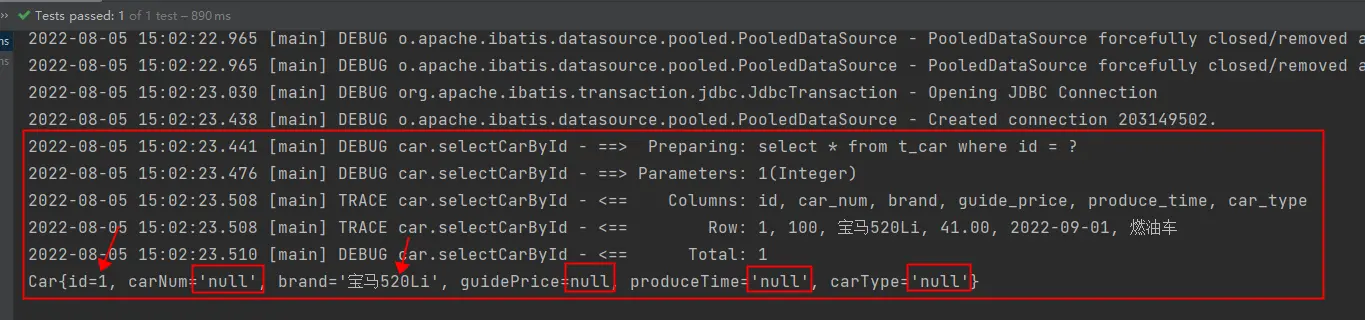 Tests passed: 1 of 1 test – 890 ms
2022-08-05 15:02:22.965 [main] DEBUG o.apache.ibatis.datasource.pooled.PooledDataSource - PooledDataSource forcefully closed/removed a
2022-08-05 15:02:22.965 [main] DEBUG o.apache.ibatis.datasource.pooled.PooledDataSource - PooledDataSource forcefully closed/removed a
2022-08-05 15:02:23.030 [main] DEBUG org.apache.ibatis.transaction.jdbc.JdbcTransaction - Opening JDBC Connection
2022-08-05 15:02:23.438 [main] DEBUG o.apache.ibatis.datasource.pooled.PooledDataSource - Created connection 203149502.
2022-08-05 15:02:23.441 [main] DEBUG car.selectCarById - ==>  Preparing: select * from t_car where id = ?
2022-08-05 15:02:23.476 [main] DEBUG car.selectCarById - ==> Parameters: 1(Integer)
2022-08-05 15:02:23.508 [main] TRACE car.selectCarById - <==    Columns: id, car_num, brand, guide_price, produce_time, car_type
2022-08-05 15:02:23.508 [main] TRACE car.selectCarById - <==        Row: 1, 100, 宝马520Li, 41.00, 2022-09-01, 燃油车
2022-08-05 15:02:23.510 [main] DEBUG car.selectCarById - <==      Total: 1
Car{id=1, carNum='null', brand='宝马520Li', guidePrice=null, produceTime='null', carType='null'}